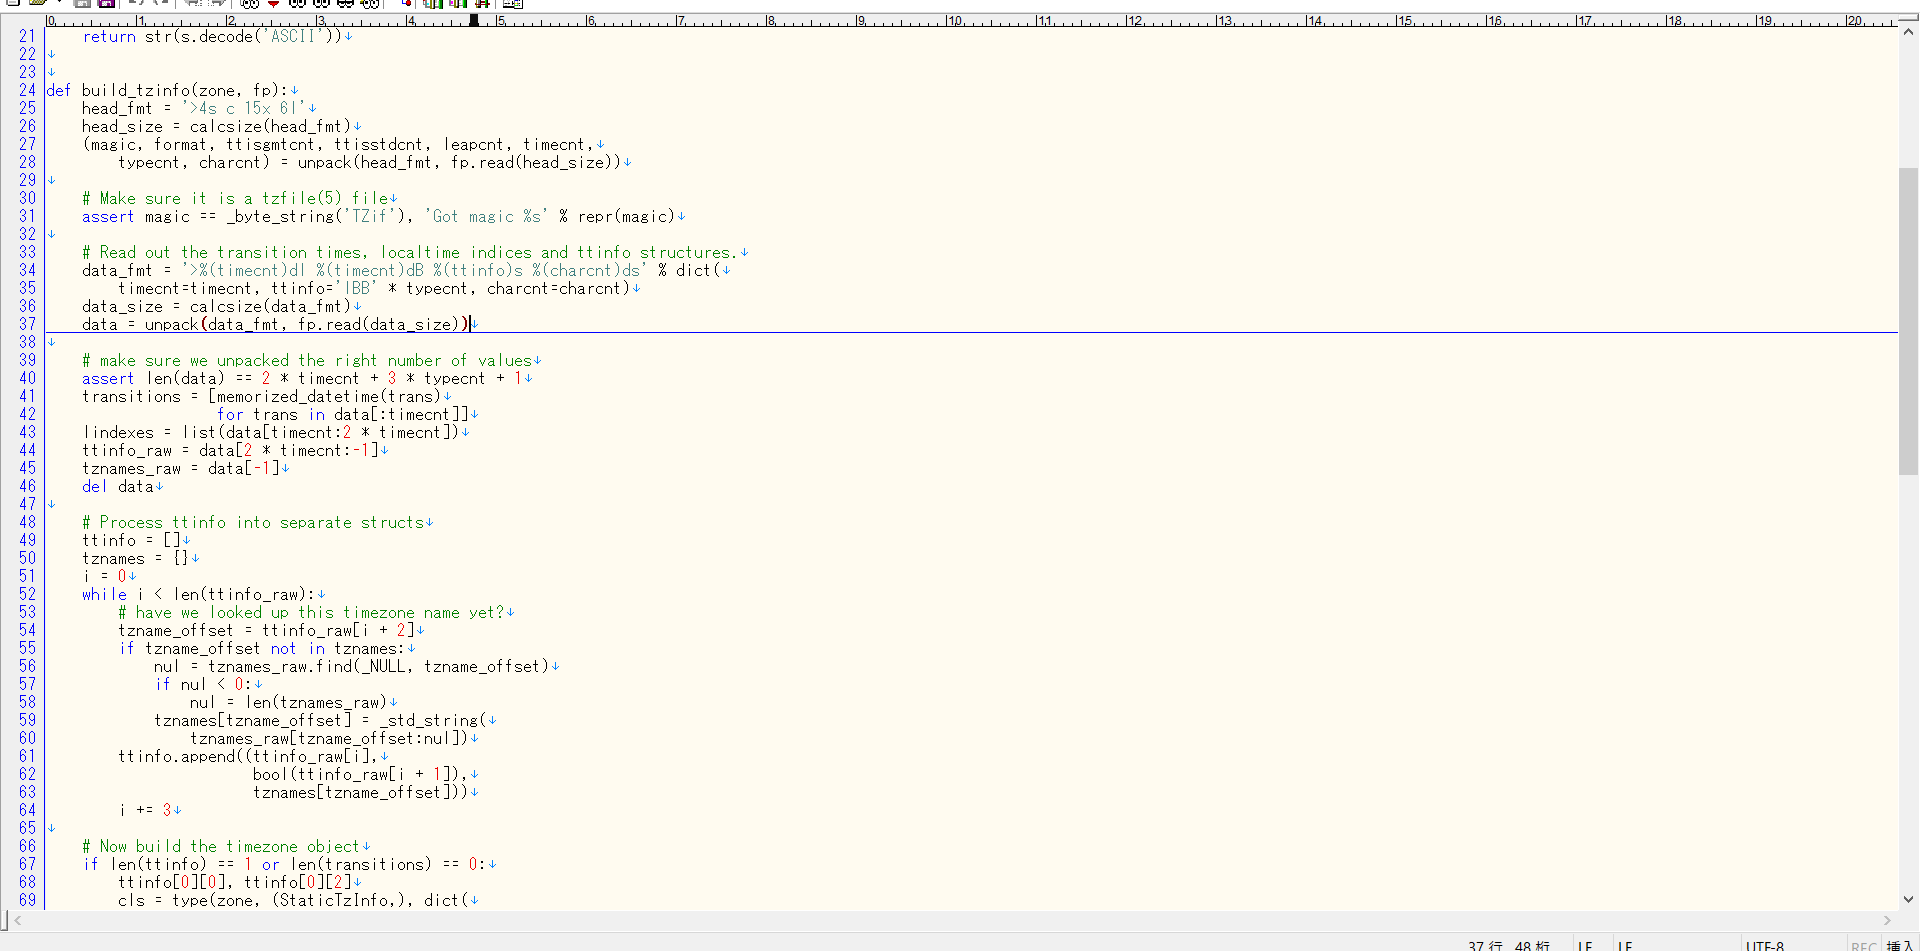 0 1 2 3 4 5 6 7 8 9 10 11 12 13 14 15 16 17 18 19 20
21     return str(s.decode('ASCII'))↓
22 ↓
23 ↓
24 def build_tzinfo(zone, fp):↓
25     head_fmt = '>4s c 15x 6l'↓
26     head_size = calcsize(head_fmt)↓
27     (magic, format, ttisgmtcnt, ttisstdcnt, leapcnt, timecnt,↓
28         typecnt, charcnt) = unpack(head_fmt, fp.read(head_size))↓
29 ↓
30     # Make sure it is a tzfile(5) file↓
31     assert magic == _byte_string('TZif'), 'Got magic %s' % repr(magic)↓
32 ↓
33     # Read out the transition times, localtime indices and ttinfo structures.↓
34     data_fmt = '>%(timecnt)dl %(timecnt)dB %(ttinfo)s %(charcnt)ds' % dict(↓
35         timecnt=timecnt, ttinfo='lBB' * typecnt, charcnt=charcnt)↓
36     data_size = calcsize(data_fmt)↓
37     data = unpack(data_fmt, fp.read(data_size))↓
38 ↓
39     # make sure we unpacked the right number of values↓
40     assert len(data) == 2 * timecnt + 3 * typecnt + 1↓
41     transitions = [memorized_datetime(trans)↓
42                    for trans in data[:timecnt]]↓
43     lindexes = list(data[timecnt:2 * timecnt])↓
44     ttinfo_raw = data[2 * timecnt:-1]↓
45     tznames_raw = data[-1]↓
46     del data↓
47 ↓
48     # Process ttinfo into separate structs↓
49     ttinfo = []↓
50     tznames = {}↓
51     i = 0↓
52     while i < len(ttinfo_raw):↓
53         # have we looked up this timezone name yet?↓
54         tzname_offset = ttinfo_raw[i + 2]↓
55         if tzname_offset not in tznames:↓
56             nul = tznames_raw.find(_NULL, tzname_offset)↓
57             if nul < 0:↓
58                 nul = len(tznames_raw)↓
59             tznames[tzname_offset] = _std_string(↓
60                 tznames_raw[tzname_offset:nul])↓
61         ttinfo.append((ttinfo_raw[i],↓
62                        bool(ttinfo_raw[i + 1]),↓
63                        tznames[tzname_offset]))↓
64         i += 3↓
65 ↓
66     # Now build the timezone object↓
67     if len(ttinfo) == 1 or len(transitions) == 0:↓
68         ttinfo[0][0], ttinfo[0][2]↓
69         cls = type(zone, (StaticTzInfo,), dict(↓
37 行 48 桁 LF LF UTF-8 REC 挿入